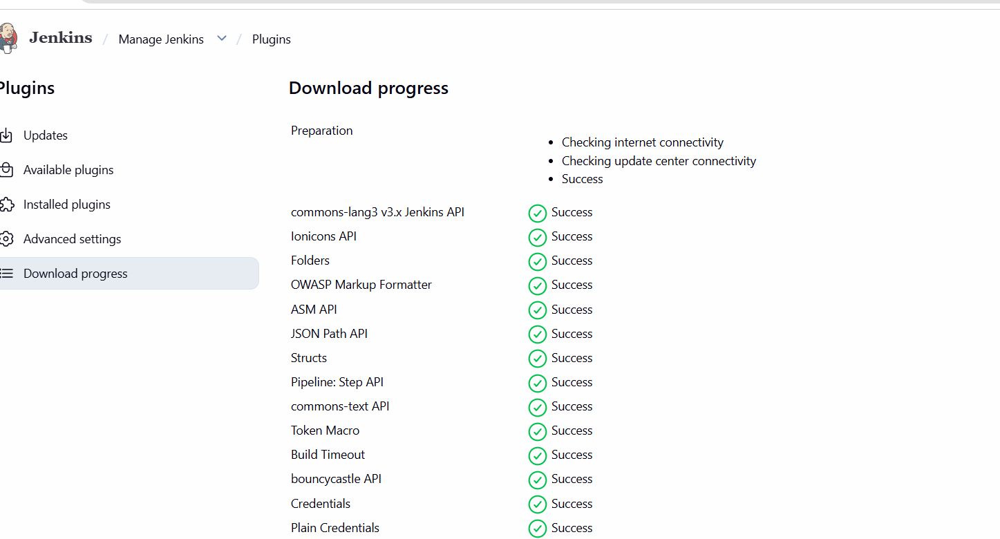 Jenkins / Manage Jenkins / Plugins
Plugins
Updates
Available plugins
Installed plugins
Advanced settings
Download progress
Download progress
Preparation
• Checking internet connectivity
• Checking update center connectivity
• Success
commons-lang3 v3.x Jenkins API Success
Ionicons API Success
Folders Success
OWASP Markup Formatter Success
ASM API Success
JSON Path API Success
Structs Success
Pipeline: Step API Success
commons-text API Success
Token Macro Success
Build Timeout Success
bouncycastle API Success
Credentials Success
Plain Credentials Success